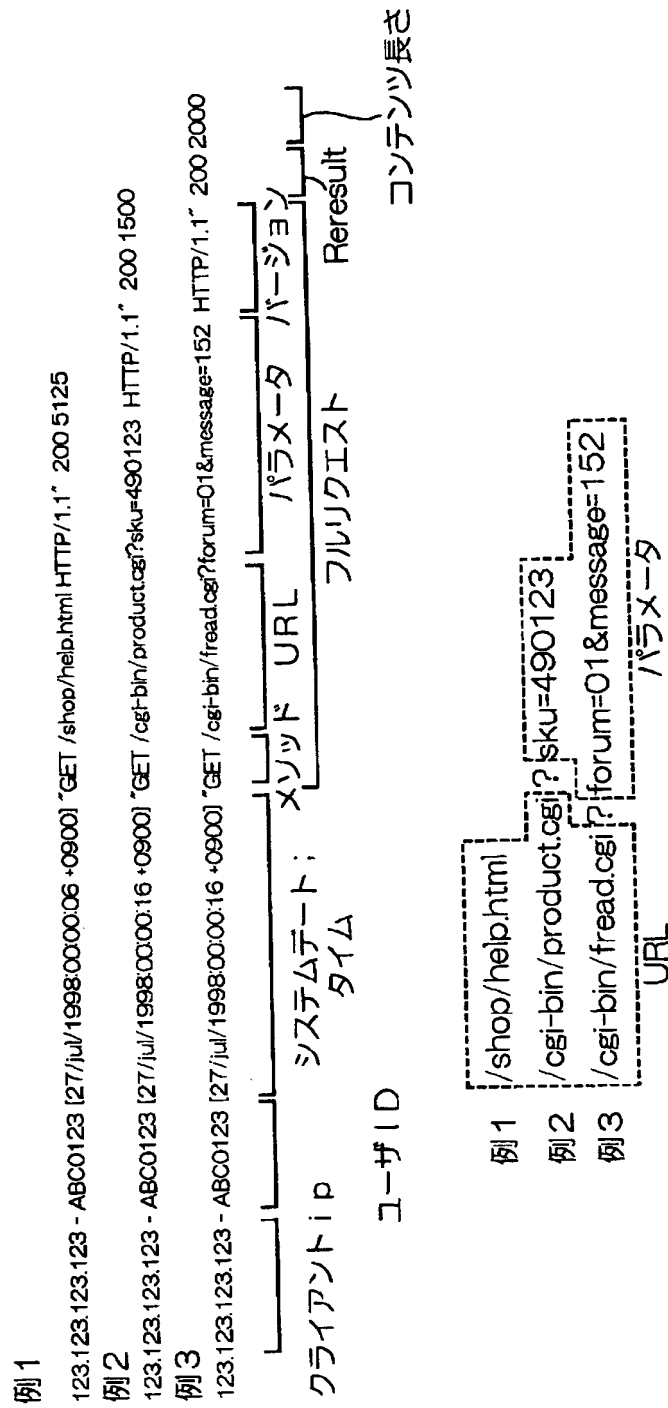 例1
123.123.123.123 - ABC0123 [27/jul/1998:00:00:06 +0900] "GET /shop/help.html HTTP/1.1" 200 5125
例2
123.123.123.123 - ABC0123 [27/jul/1998:00:00:16 +0900] "GET /cgi-bin/product.cgi?sku=490123 HTTP/1.1" 200 1500
例3
123.123.123.123 - ABC0123 [27/jul/1998:00:00:16 +0900] "GET /cgi-bin/fread.cgi?forum=01&message=152 HTTP/1.1" 200 2000
クライアントip
ユーザID
システムデート;
タイム
メソッド URL パラメータ バージョン
フルリクエスト
Reresult
コンテンツ長さ
例1 /shop/help.html
例2 /cgi-bin/product.cgi ? sku=490123
例3 /cgi-bin/fread.cgi ? forum=01&message=152
URL パラメータ